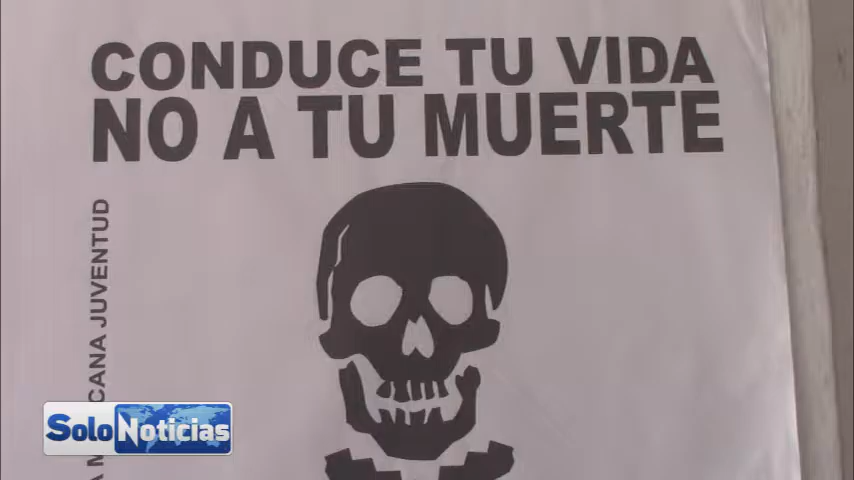 CONDUCE TU VIDA
NO A TU MUERTE
CANA JUVENTUD
SoloNoticias